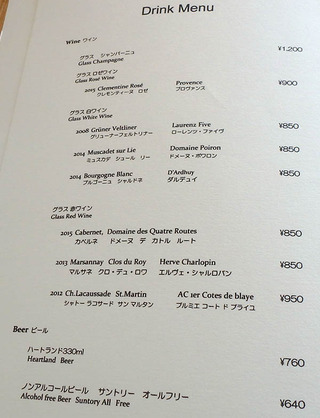 Drink Menu
Wine ワイン
グラス シャンパーニュ
Glass Champagne ¥1,200
グラス ロゼワイン
Glass Rosé Wine
2015 Clementine Rosé Provence ¥900
クレモンティーヌ ロゼ プロヴァンス
グラス 白ワイン
Glass White Wine
2008 Grüner Veltliner Laurenz Five ¥850
グリューナーフェルトリナー ローレンツ・ファイヴ
2014 Muscadet sur Lie Domaine Poiron ¥850
ミュスカデ シュール リー ドメーヌ・ポワロン
2014 Bourgogne Blanc D'Ardhuy ¥850
ブルゴーニュ シャルドネ ダルデュイ
グラス 赤ワイン
Glass Red Wine
2015 Cabernet, Domaine des Quatre Routes ¥850
カベルネ ドメーヌ デ カトル ルート
2013 Marsannay Clos du Roy Herve Charlopin ¥850
マルサネ クロ・デュ・ロワ エルヴェ・シャルロパン
2012 Ch.Lacaussade St.Martin AC 1er Cotes de blaye ¥950
シャトー ラコサード サン マルタン プルミエ コート ド ブライユ
Beer ビール
ハートランド330ml
Heartland Beer ¥760
ノンアルコールビール サントリー オールフリー
Alcohol free Beer Suntory All Free ¥640